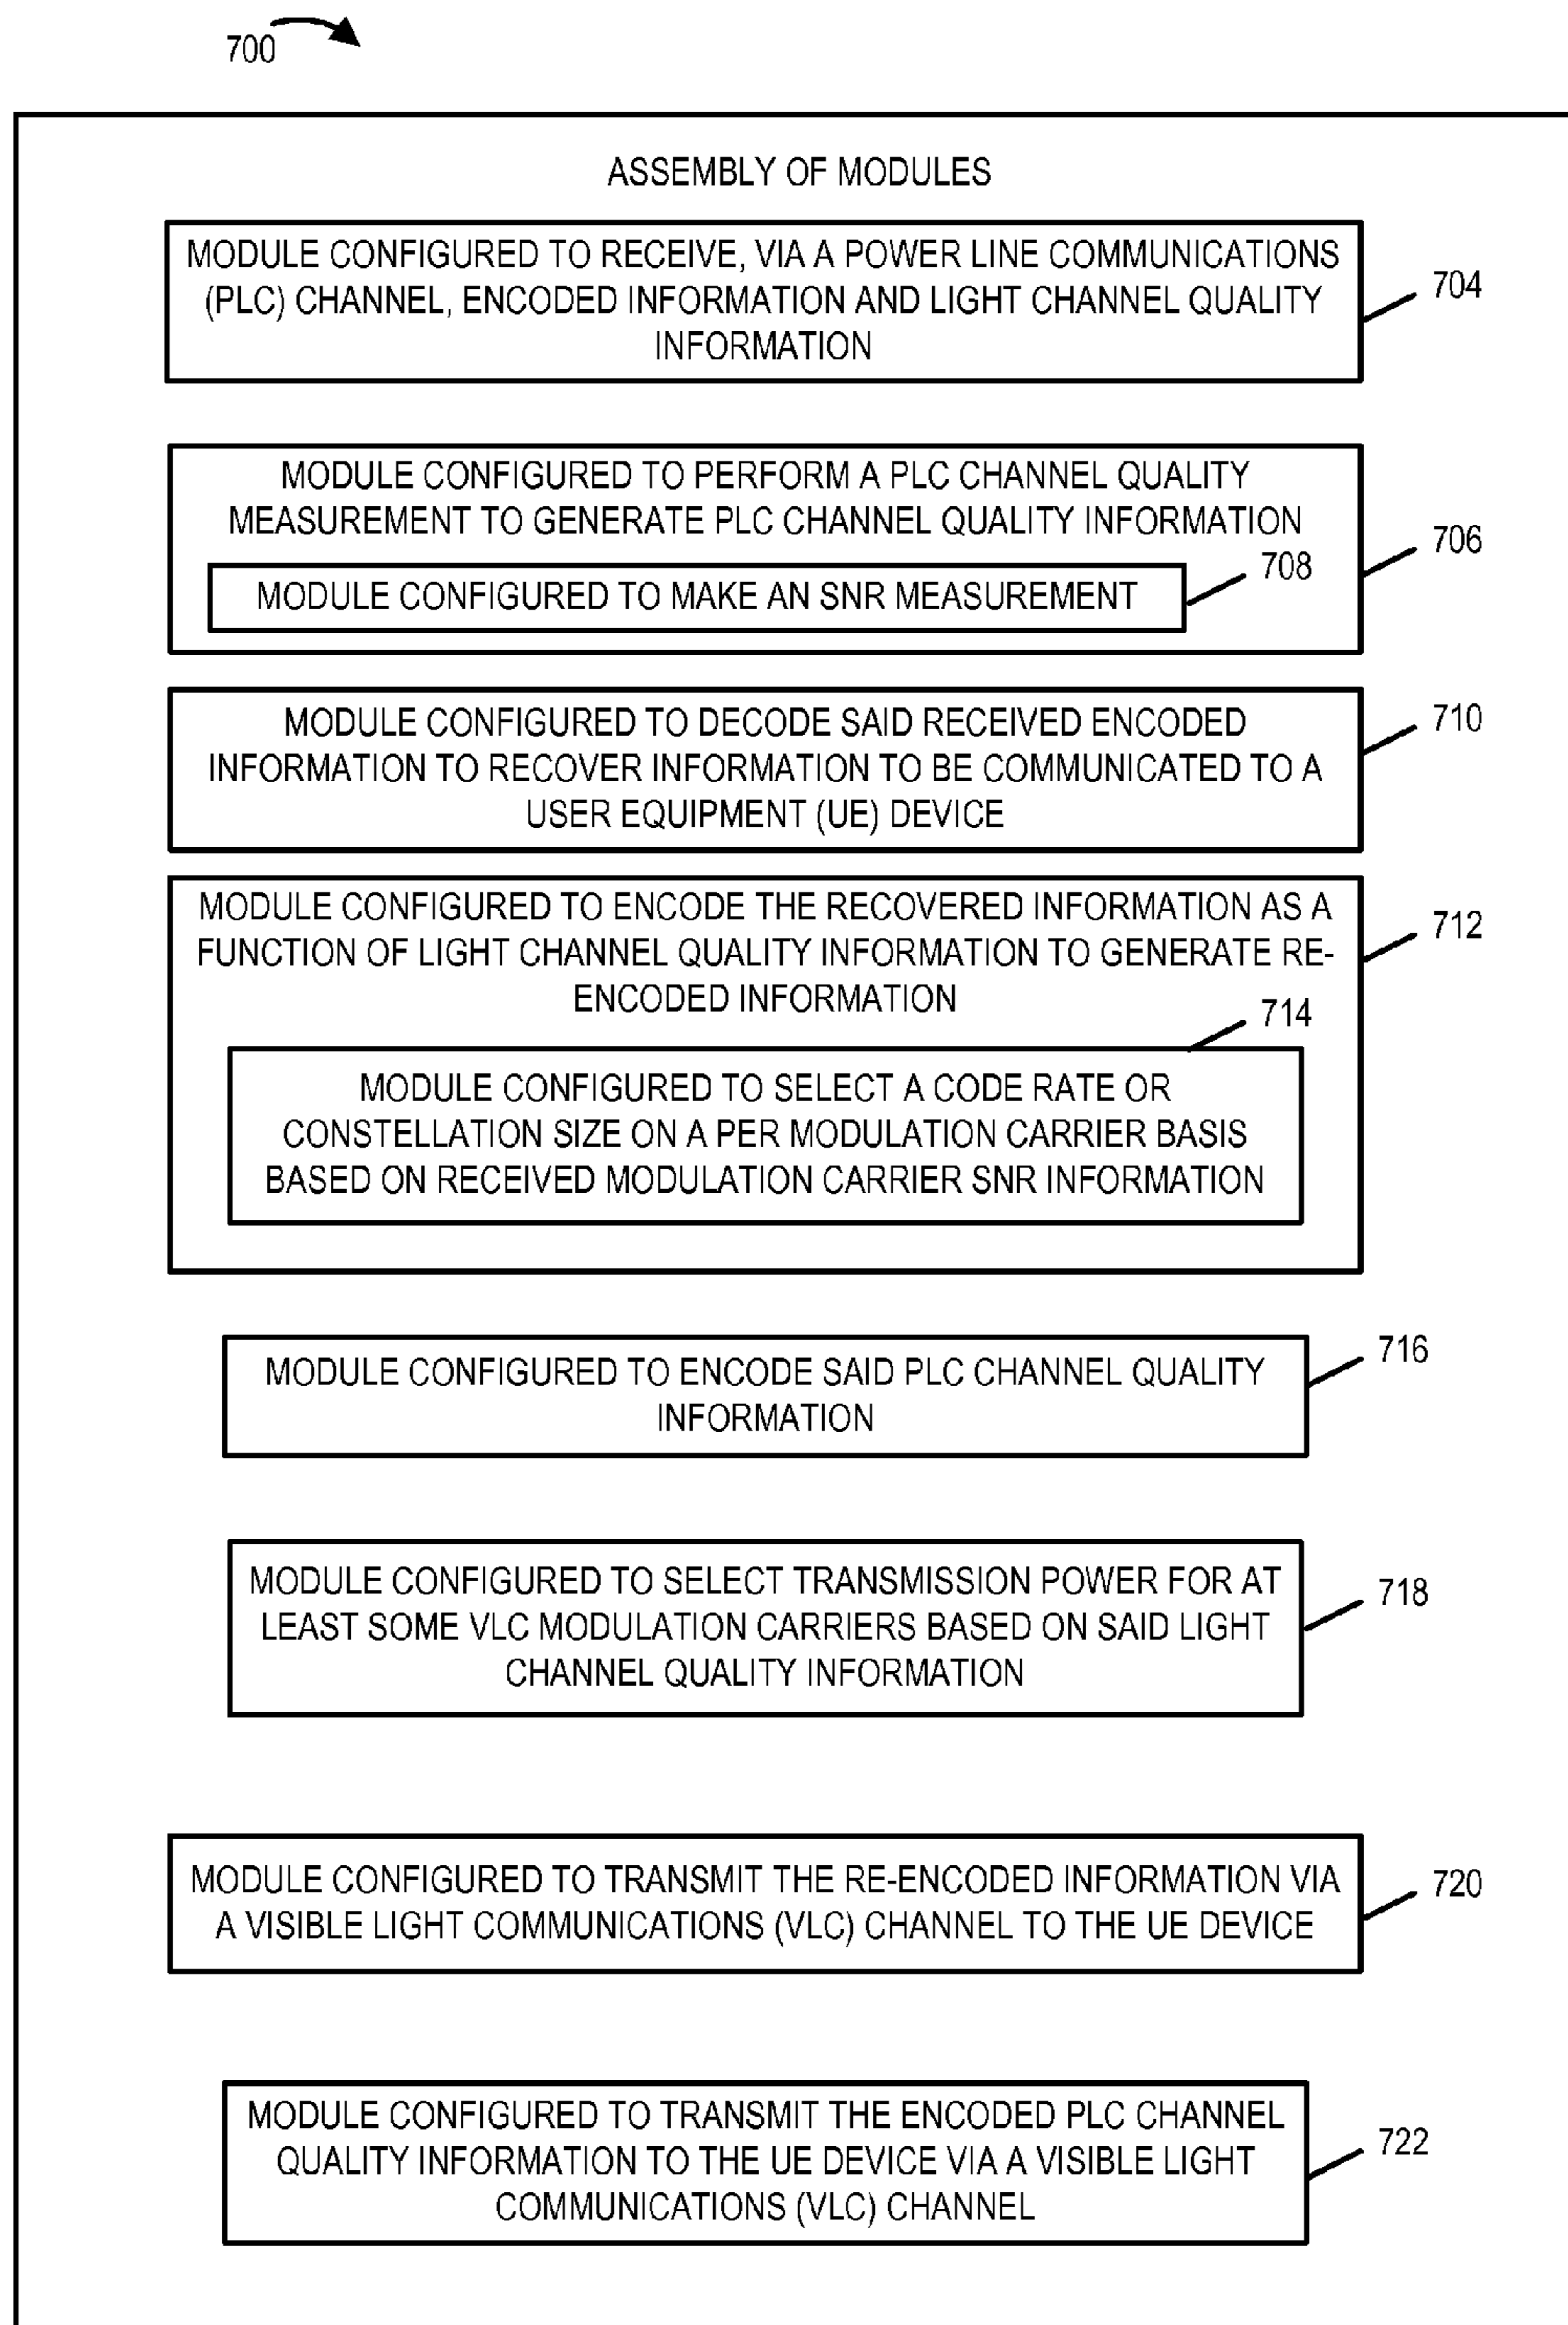 700
ASSEMBLY OF MODULES
MODULE CONFIGURED TO RECEIVE, VIA A POWER LINE COMMUNICATIONS
(PLC) CHANNEL, ENCODED INFORMATION AND LIGHT CHANNEL QUALITY
INFORMATION
704
MODULE CONFIGURED TO PERFORM A PLC CHANNEL QUALITY
MEASUREMENT TO GENERATE PLC CHANNEL QUALITY INFORMATION
706
708
MODULE CONFIGURED TO MAKE AN SNR MEASUREMENT
MODULE CONFIGURED TO DECODE SAID RECEIVED ENCODED
INFORMATION TO RECOVER INFORMATION TO BE COMMUNICATED TO A
USER EQUIPMENT (UE) DEVICE
710
MODULE CONFIGURED TO ENCODE THE RECOVERED INFORMATION AS A
FUNCTION OF LIGHT CHANNEL QUALITY INFORMATION TO GENERATE RE-
ENCODED INFORMATION
712
714
MODULE CONFIGURED TO SELECT A CODE RATE OR
CONSTELLATION SIZE ON A PER MODULATION CARRIER BASIS
BASED ON RECEIVED MODULATION CARRIER SNR INFORMATION
MODULE CONFIGURED TO ENCODE SAID PLC CHANNEL QUALITY
INFORMATION
716
MODULE CONFIGURED TO SELECT TRANSMISSION POWER FOR AT
LEAST SOME VLC MODULATION CARRIERS BASED ON SAID LIGHT
CHANNEL QUALITY INFORMATION
718
MODULE CONFIGURED TO TRANSMIT THE RE-ENCODED INFORMATION VIA
A VISIBLE LIGHT COMMUNICATIONS (VLC) CHANNEL TO THE UE DEVICE
720
MODULE CONFIGURED TO TRANSMIT THE ENCODED PLC CHANNEL
QUALITY INFORMATION TO THE UE DEVICE VIA A VISIBLE LIGHT
COMMUNICATIONS (VLC) CHANNEL
722